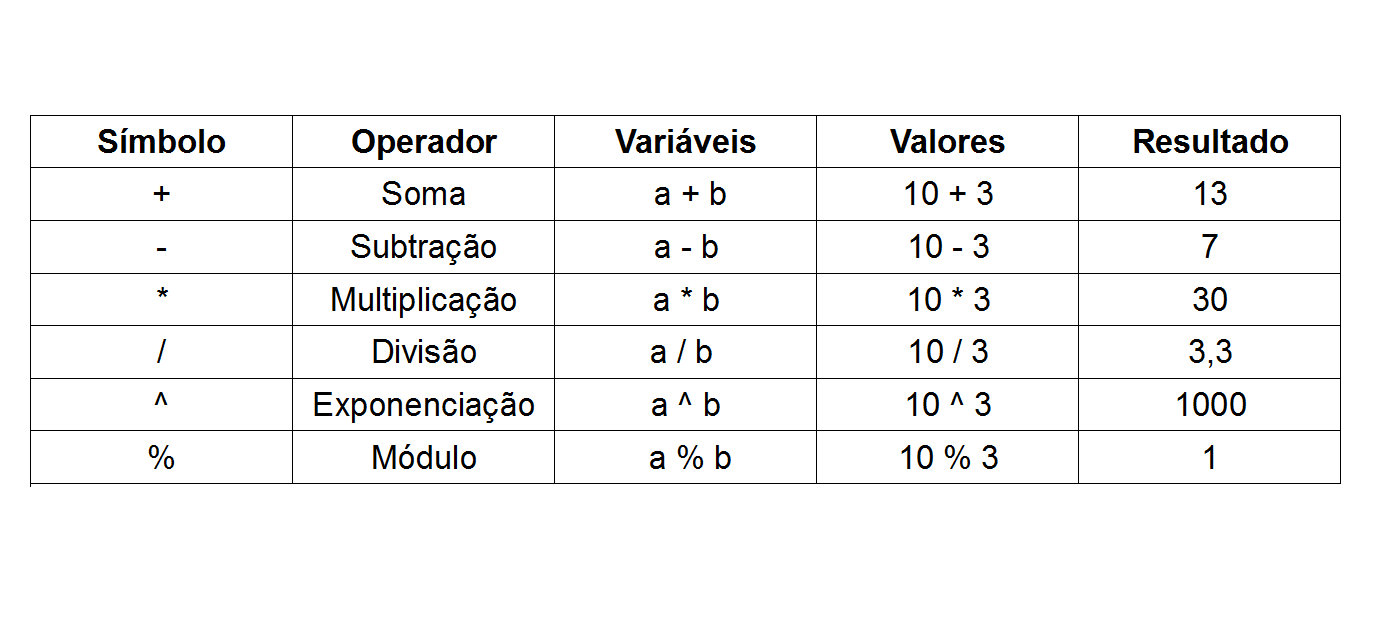 Símbolo Operador Variáveis Valores Resultado
+ Soma a + b 10 + 3 13
- Subtração a - b 10 - 3 7
* Multiplicação a * b 10 * 3 30
/ Divisão a / b 10 / 3 3,3
^ Exponenciação a ^ b 10 ^ 3 1000
% Módulo a % b 10 % 3 1